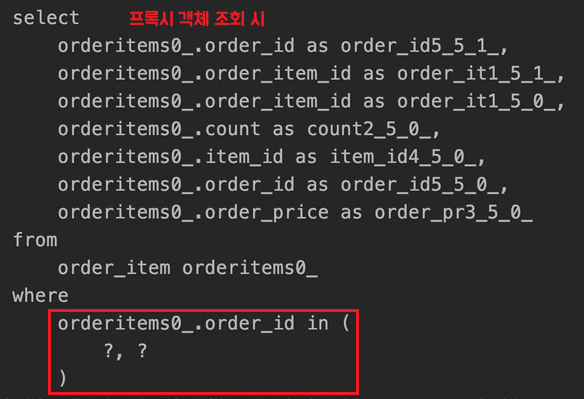 select 프록시 객체 조회 시
orderitems0_.order_id as order_id5_5_1_,
orderitems0_.order_item_id as order_it1_5_1_,
orderitems0_.order_item_id as order_it1_5_0_,
orderitems0_.count as count2_5_0_,
orderitems0_.item_id as item_id4_5_0_,
orderitems0_.order_id as order_id5_5_0_,
orderitems0_.order_price as order_pr3_5_0_
from
order_item orderitems0_
where
orderitems0_.order_id in (
?, ?
)